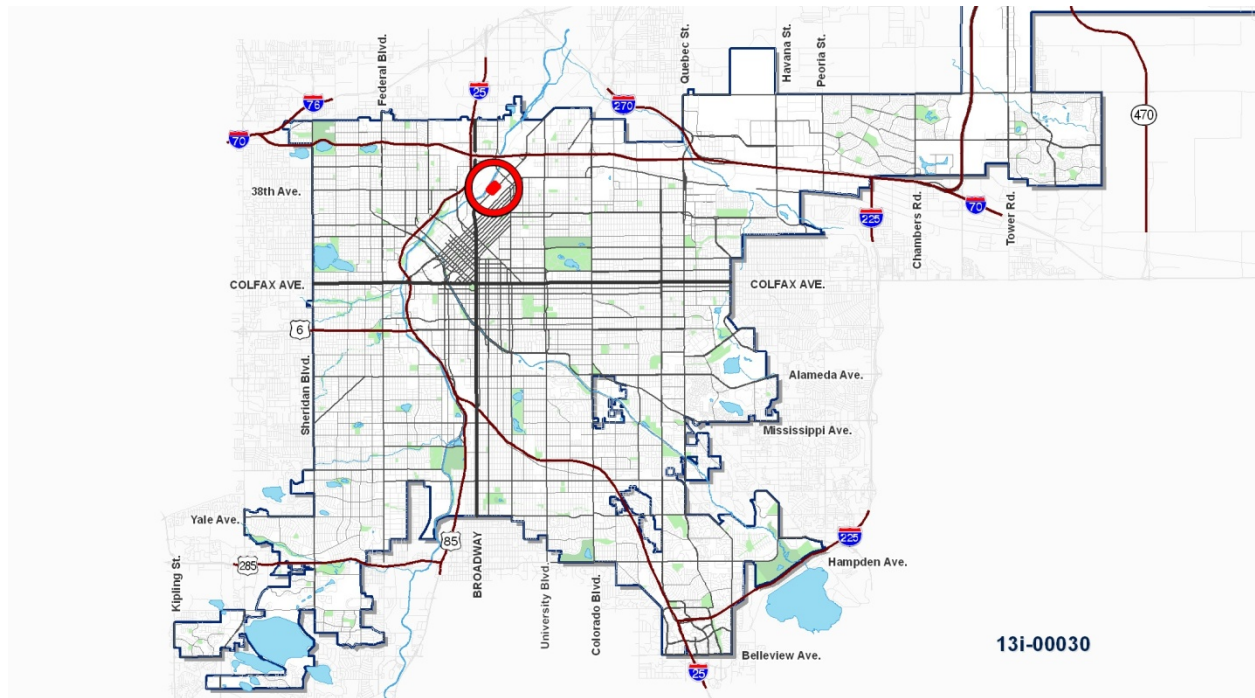 Federal Blvd.
25
Quebec St.
Havana St.
Peoria St.
76
270
470
70
38th Ave.
225
Chambers Rd.
70
Tower Rd.
COLFAX AVE.
COLFAX AVE.
6
Sheridan Blvd.
Alameda Ave.
Mississippi Ave.
Yale Ave.
85
225
285
Kipling St.
BROADWAY
University Blvd.
Colorado Blvd.
Hampden Ave.
13i-00030
Belleview Ave.
25